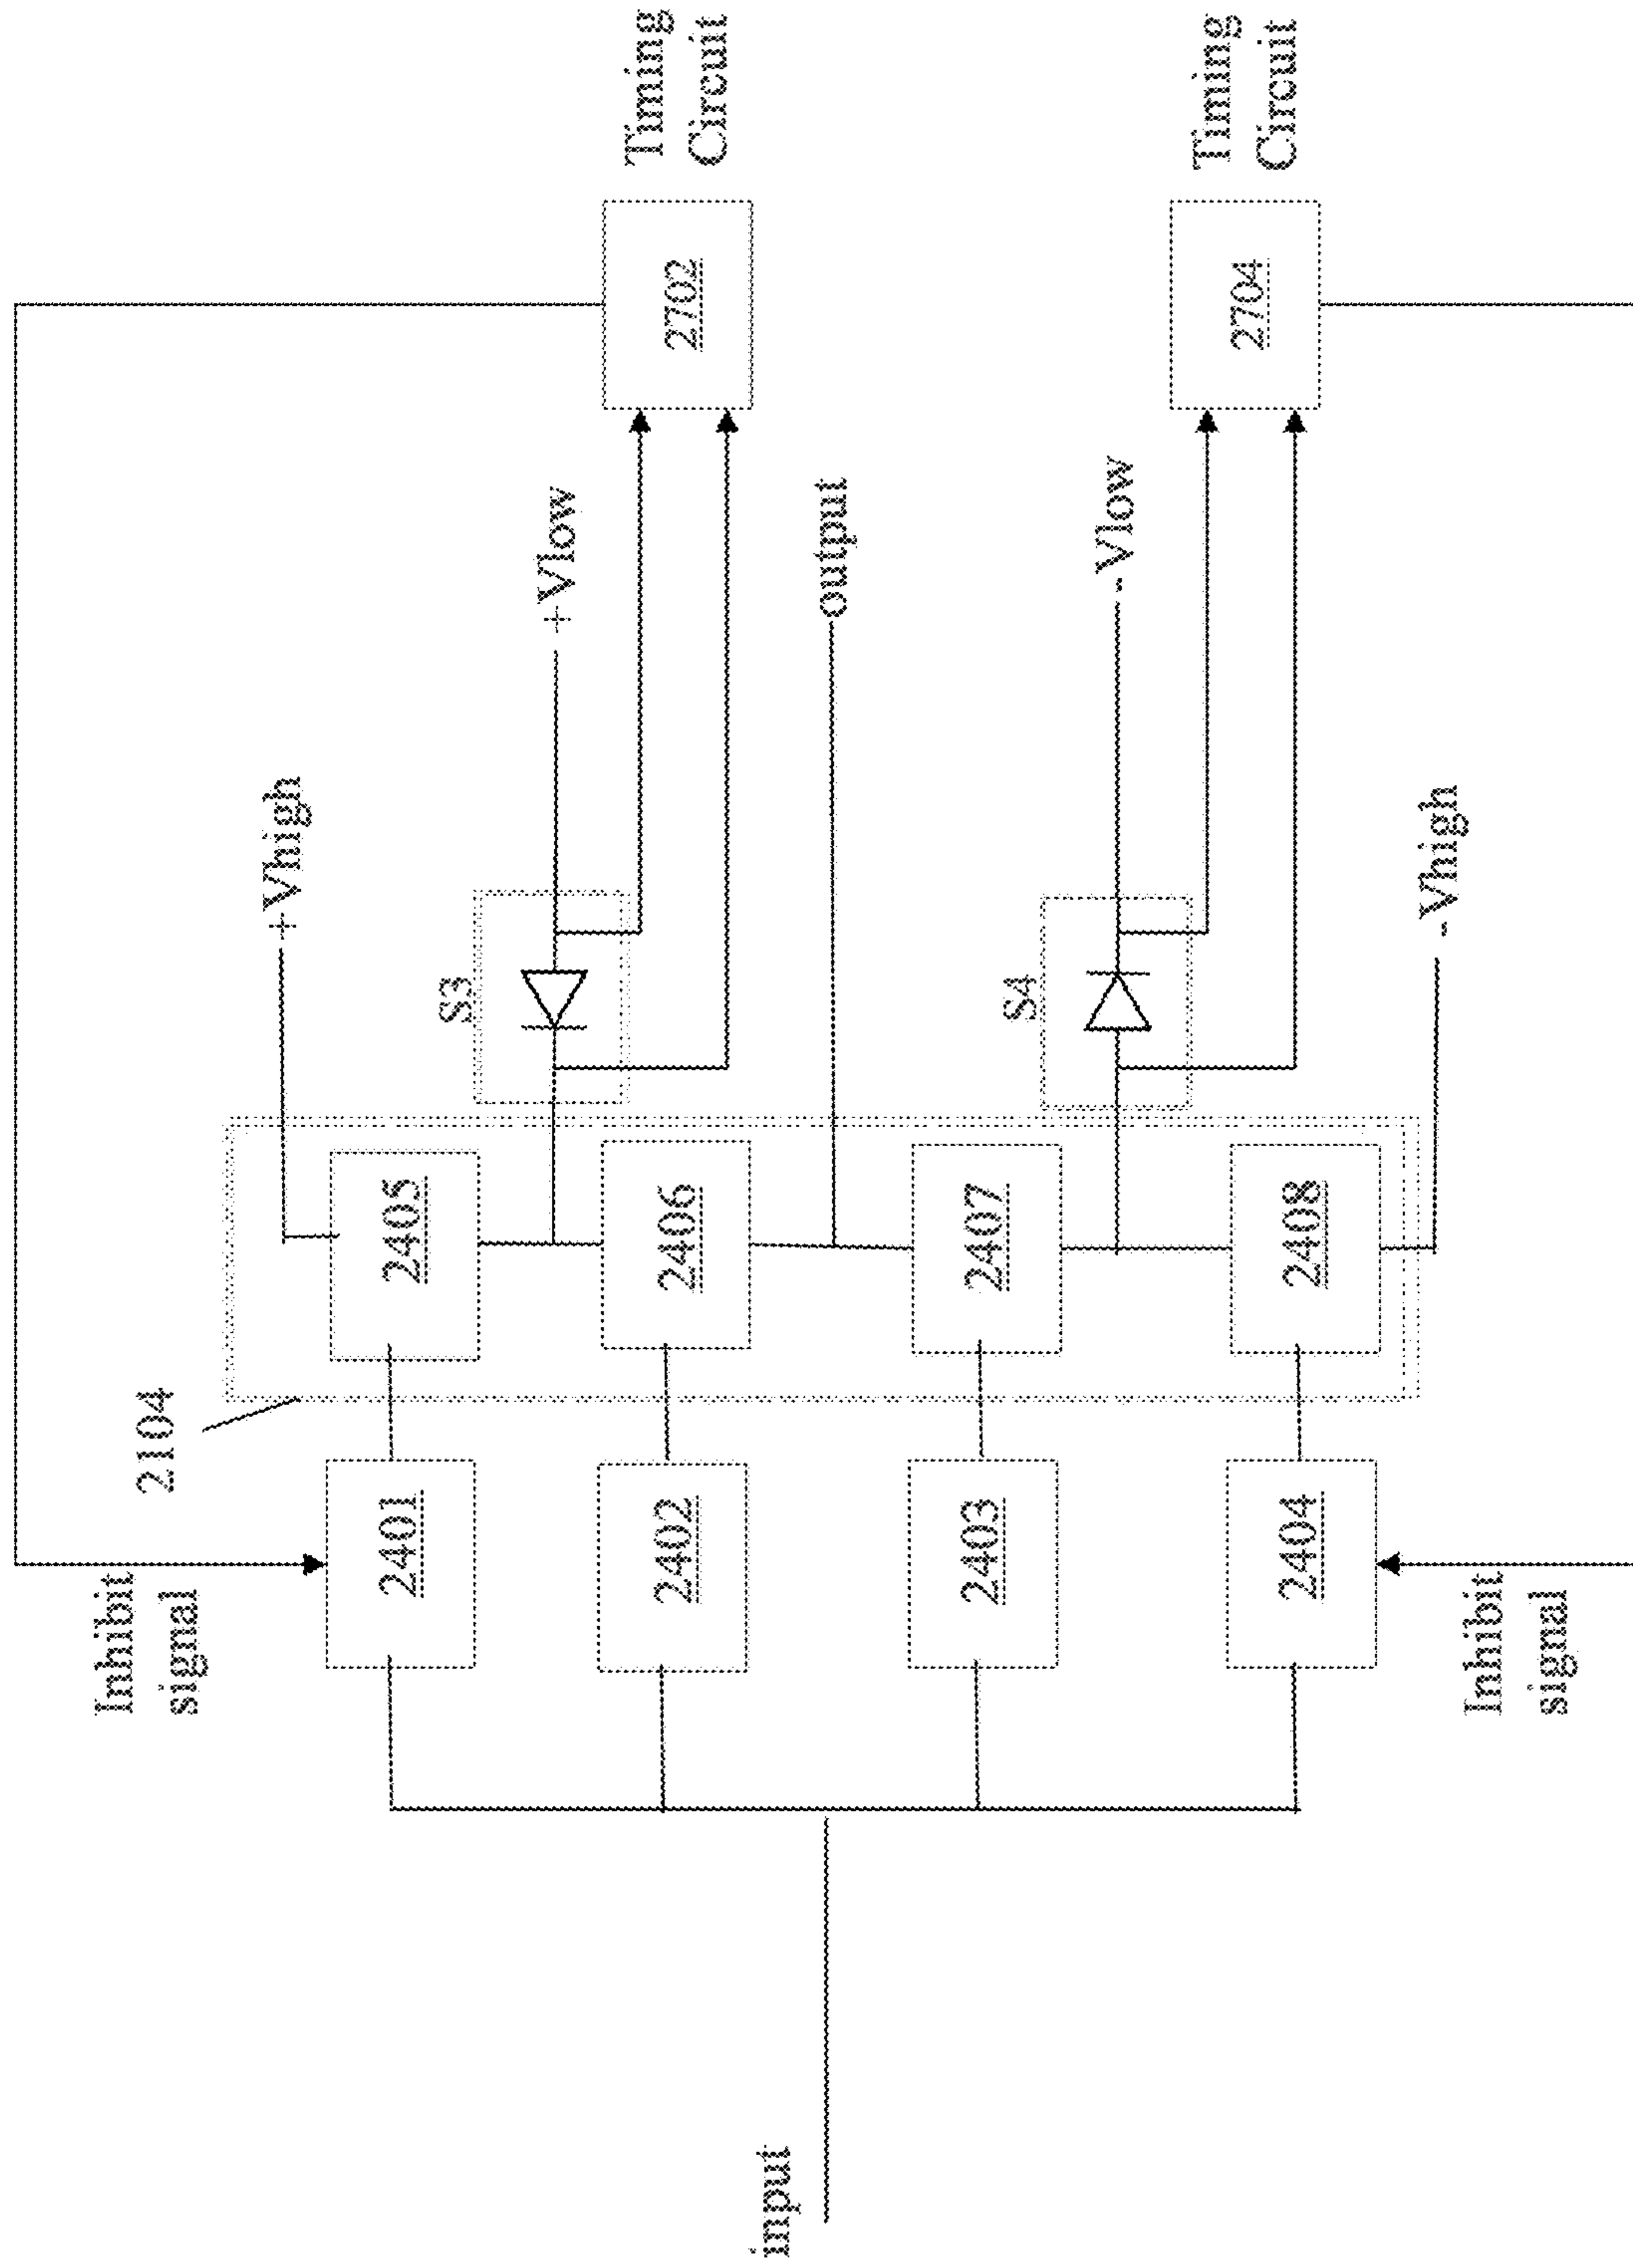 Inhibit
signal
2104
+Vhigh
2401
2405
S3
+Vlow
Timing
Circuit
2702
2402
2406
input
output
2403
2407
S4
- Vlow
Timing
Circuit
2704
2404
2408
- Vhigh
Inhibit
signal